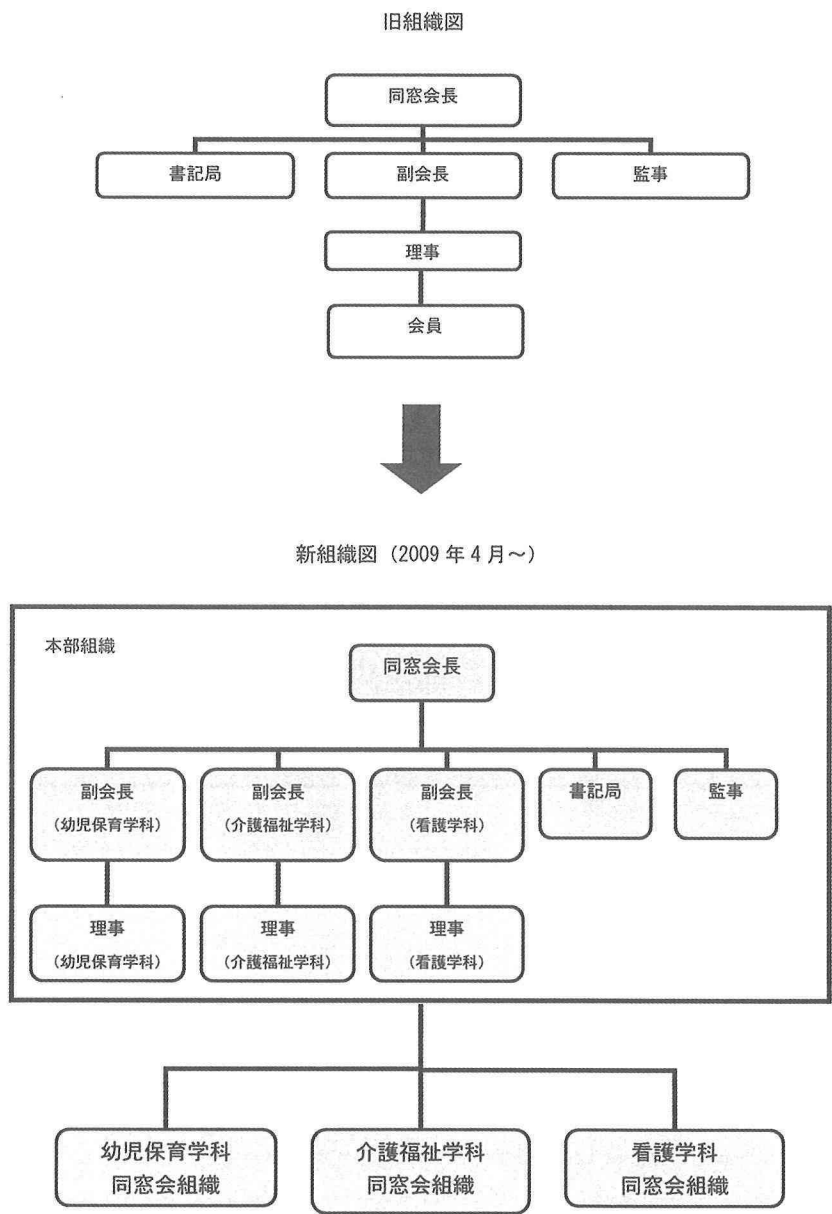 旧組織図
同窓会長
書記局
副会長
監事
理事
会員
新組織図（2009年4月～）
本部組織
同窓会長
副会長
（幼児保育学科）
副会長
（介護福祉学科）
副会長
（看護学科）
書記局
監事
理事
（幼児保育学科）
理事
（介護福祉学科）
理事
（看護学科）
幼児保育学科
同窓会組織
介護福祉学科
同窓会組織
看護学科
同窓会組織